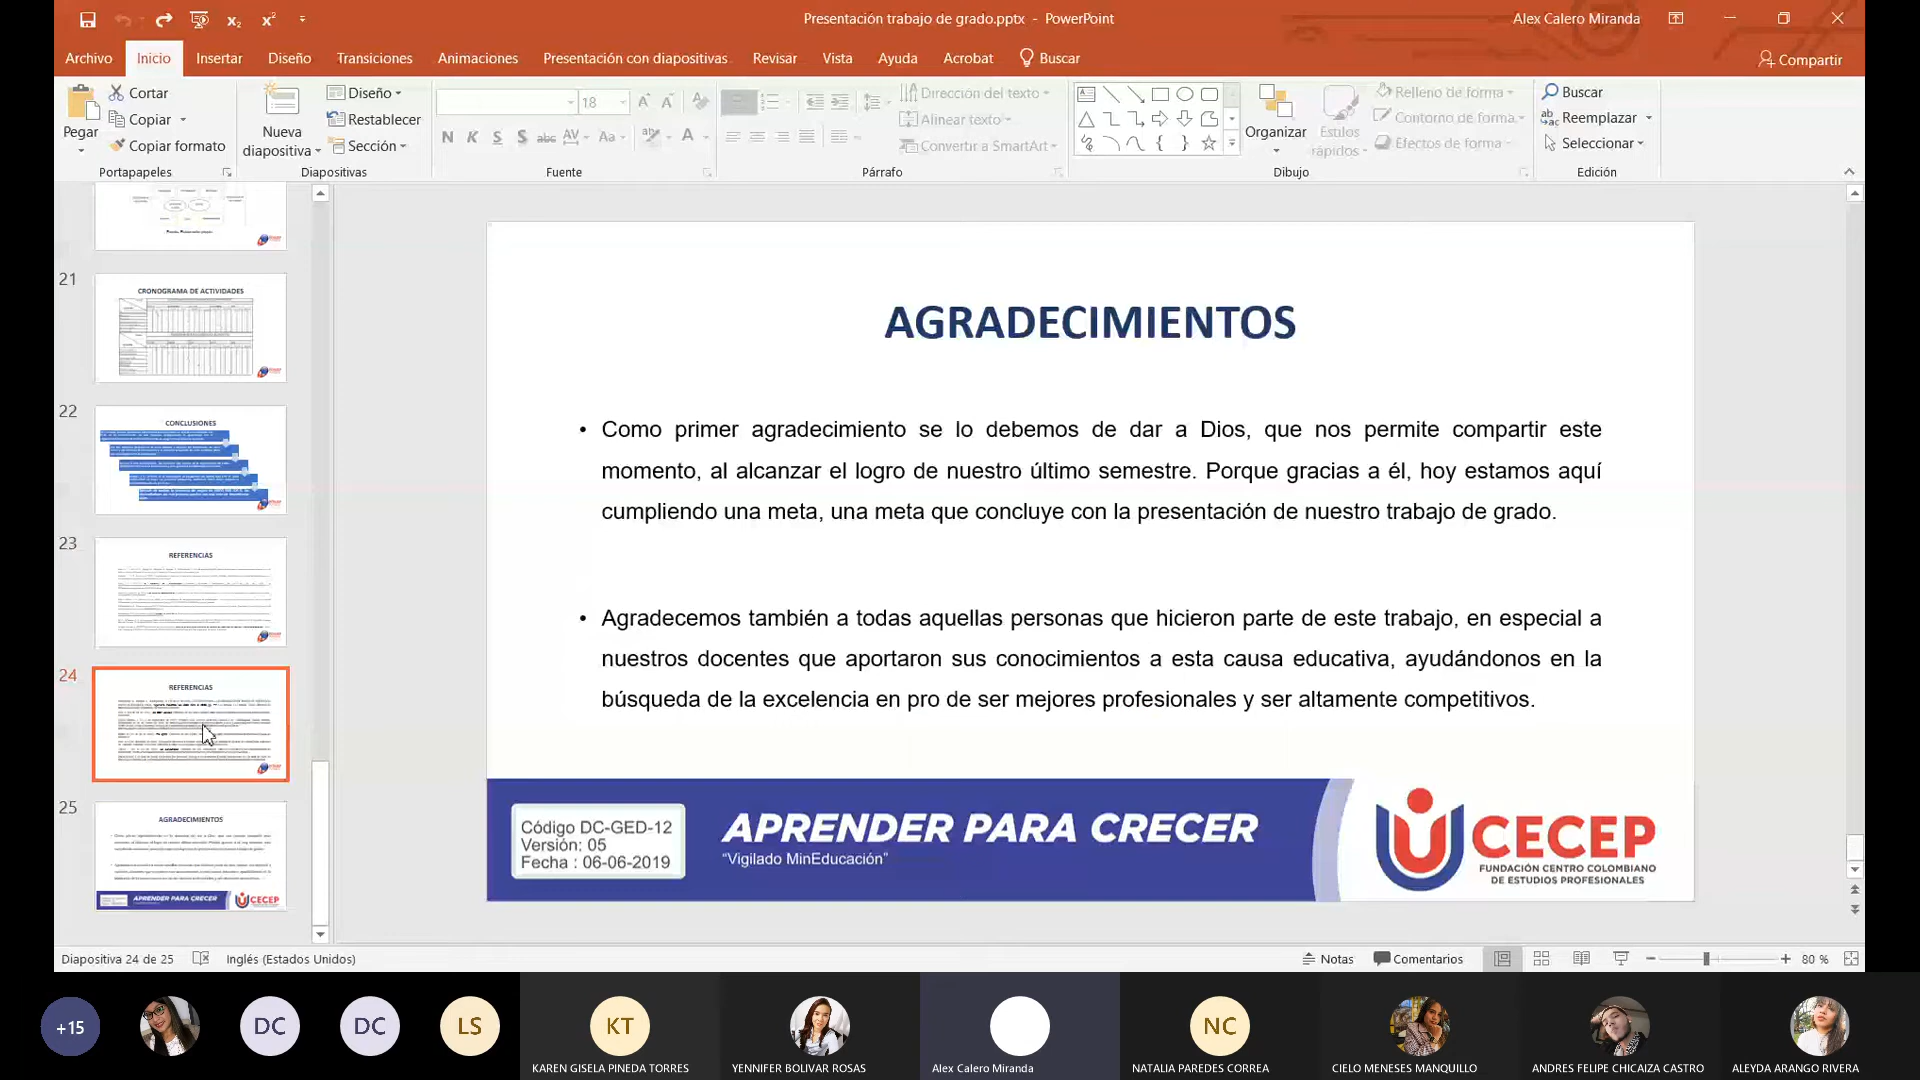 Presentación trabajo de grado.pptx - PowerPoint
Alex Calero Miranda
Archivo Inicio Insertar Diseño Transiciones Animaciones Presentación con diapositivas Revisar Vista Ayuda Acrobat Buscar Compartir
Pegar
Cortar
Copiar
Copiar formato
Portapapeles
Nueva
diapositiva
Diseño
Restablecer
Sección
Diapositivas
18
N K S S abc AV Aa A
Fuente
Dirección del texto
Alinear texto
Convertir a SmartArt
Párrafo
Organizar
Estilos
rápidos
Relleno de forma
Contorno de forma
Efectos de forma
Dibujo
Buscar
Reemplazar
Seleccionar
Edición
21
CRONOGRAMA DE ACTIVIDADES
22
CONCLUSIONES
23
REFERENCIAS
24
REFERENCIAS
25
AGRADECIMIENTOS
APRENDER PARA CRECER
CECEP
AGRADECIMIENTOS
• Como primer agradecimiento se lo debemos de dar a Dios, que nos permite compartir este
momento, al alcanzar el logro de nuestro último semestre. Porque gracias a él, hoy estamos aquí
cumpliendo una meta, una meta que concluye con la presentación de nuestro trabajo de grado.
• Agradecemos también a todas aquellas personas que hicieron parte de este trabajo, en especial a
nuestros docentes que aportaron sus conocimientos a esta causa educativa, ayudándonos en la
búsqueda de la excelencia en pro de ser mejores profesionales y ser altamente competitivos.
Código DC-GED-12
Versión: 05
Fecha : 06-06-2019
APRENDER PARA CRECER
“Vigilado MinEducación”
CECEP
FUNDACIÓN CENTRO COLOMBIANO
DE ESTUDIOS PROFESIONALES
Diapositiva 24 de 25 Inglés (Estados Unidos) Notas Comentarios 80 %
+15 DC DC LS KT NC
KAREN GISELA PINEDA TORRES YENNIFER BOLIVAR ROSAS Alex Calero Miranda NATALIA PAREDES CORREA CIELO MENESES MANQUILLO ANDRES FELIPE CHICAIZA CASTRO ALEYDA ARANGO RIVERA